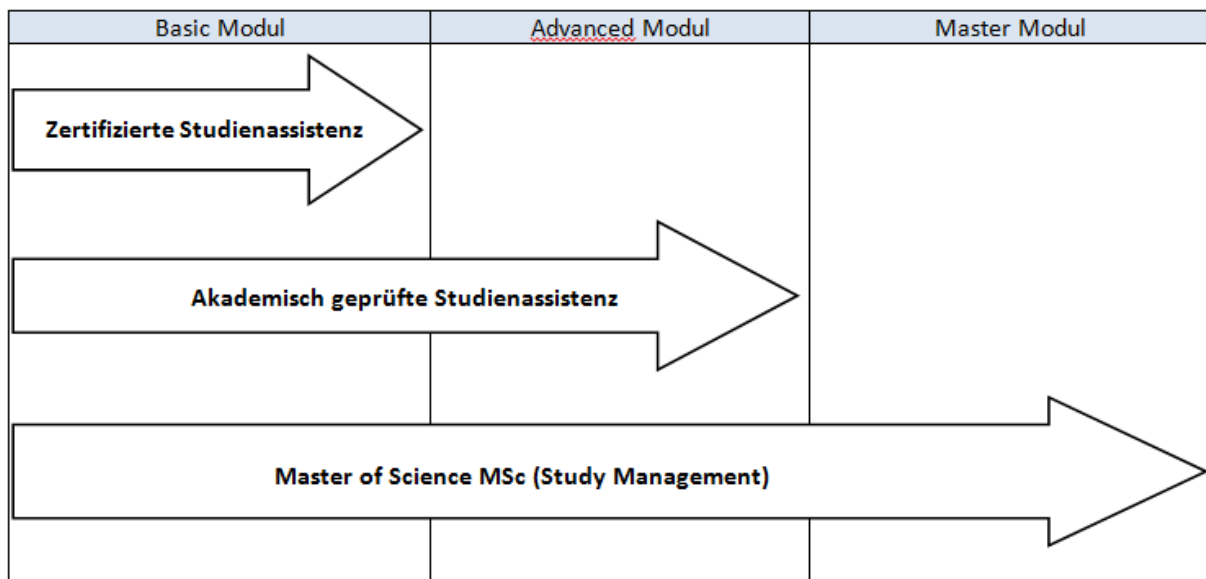 Basic Modul
Advanced Modul
Master Modul
Zertifizierte Studienassistenz
Akademisch geprüfte Studienassistenz
Master of Science MSc (Study Management)